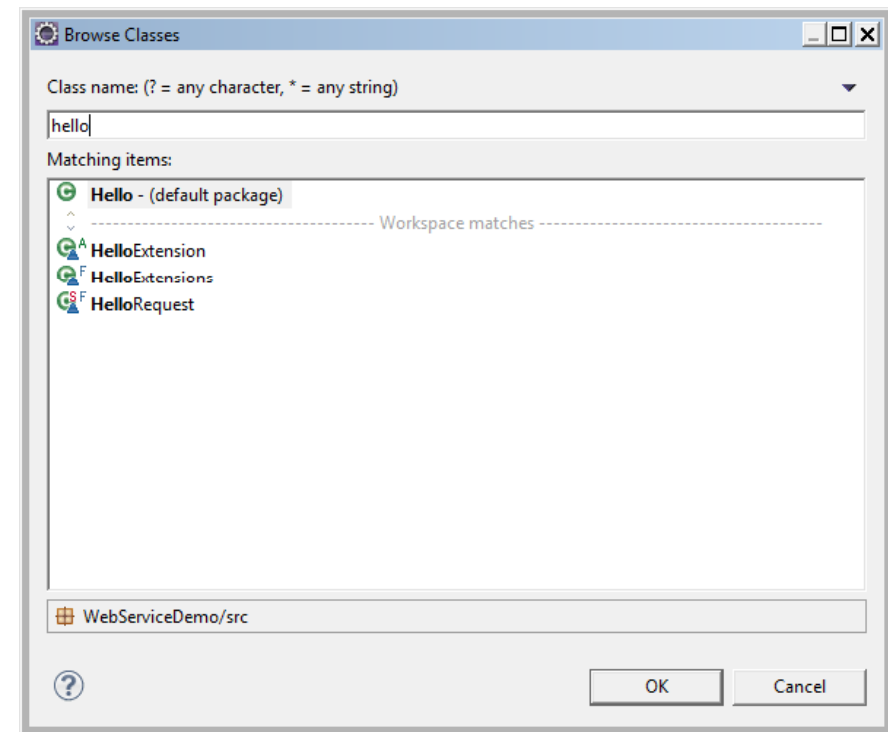 Browse Classes
Class name: (? = any character, * = any string)
hello
Matching items:
Hello - (default package)
Workspace matches
A HelloExtension
F HelloExtensions
S F HelloRequest
WebServiceDemo/src
?
OK Cancel